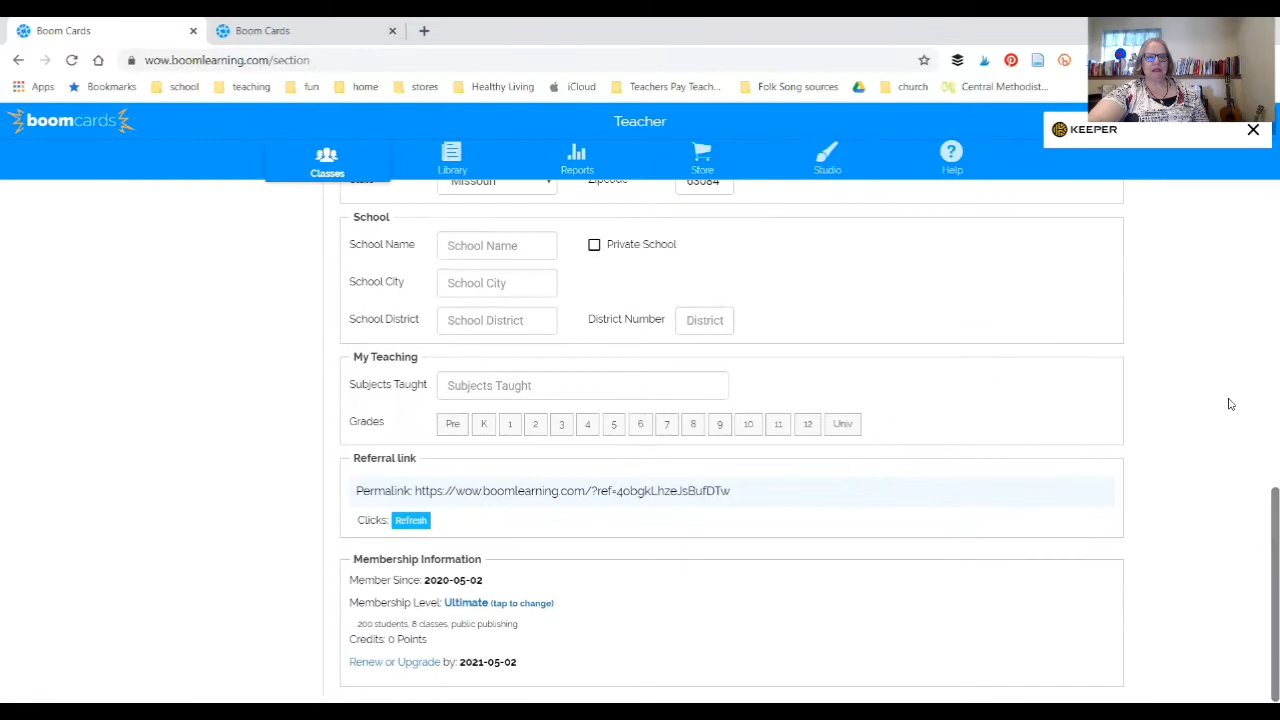 Boom Cards
Boom Cards
wow.boomlearning.com/section
Apps Bookmarks school teaching fun home stores Healthy Living iCloud Teachers Pay Teach... Folk Song sources church Central Methodist...
boomcards Teacher
KEEPER
Classes Library Reports Store Studio Help
Missouri Zipcode 63084
School
School Name School Name Private School
School City School City
School District School District District Number District
My Teaching
Subjects Taught Subjects Taught
Grades Pre K 1 2 3 4 5 6 7 8 9 10 11 12 Univ
Referral link
Permalink: https://wow.boomlearning.com/?ref=4obgkLhzeJsBufDTw
Clicks: Refresh
Membership Information
Member Since: 2020-05-02
Membership Level: Ultimate (tap to change)
200 students, 8 classes, public publishing
Credits: 0 Points
Renew or Upgrade by: 2021-05-02